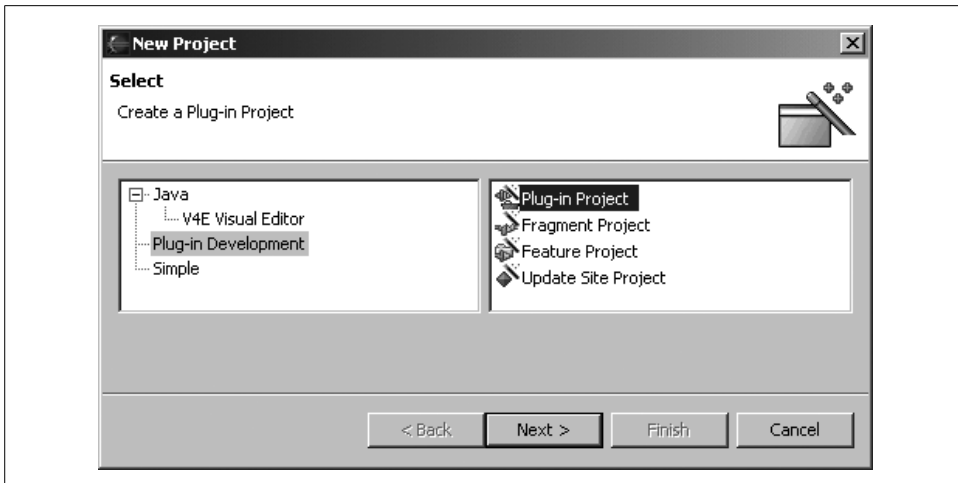 New Project
Select
Create a Plug-in Project
Java
V4E Visual Editor
Plug-in Development
Simple
Plug-in Project
Fragment Project
Feature Project
Update Site Project
< Back
Next >
Finish
Cancel